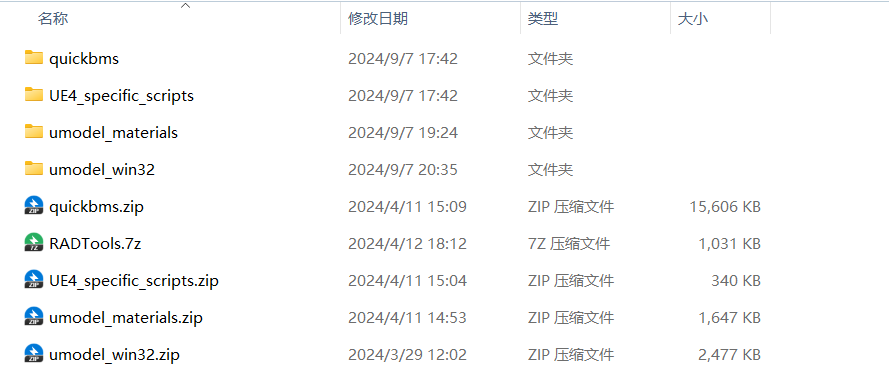 名称 修改日期 类型 大小
quickbms 2024/9/7 17:42 文件夹
UE4_specific_scripts 2024/9/7 17:42 文件夹
umodel_materials 2024/9/7 19:24 文件夹
umodel_win32 2024/9/7 20:35 文件夹
ZIP quickbms.zip 2024/4/11 15:09 ZIP 压缩文件 15,606 KB
7Z RADTools.7z 2024/4/12 18:12 7Z 压缩文件 1,031 KB
ZIP UE4_specific_scripts.zip 2024/4/11 15:04 ZIP 压缩文件 340 KB
ZIP umodel_materials.zip 2024/4/11 14:53 ZIP 压缩文件 1,647 KB
ZIP umodel_win32.zip 2024/3/29 12:02 ZIP 压缩文件 2,477 KB